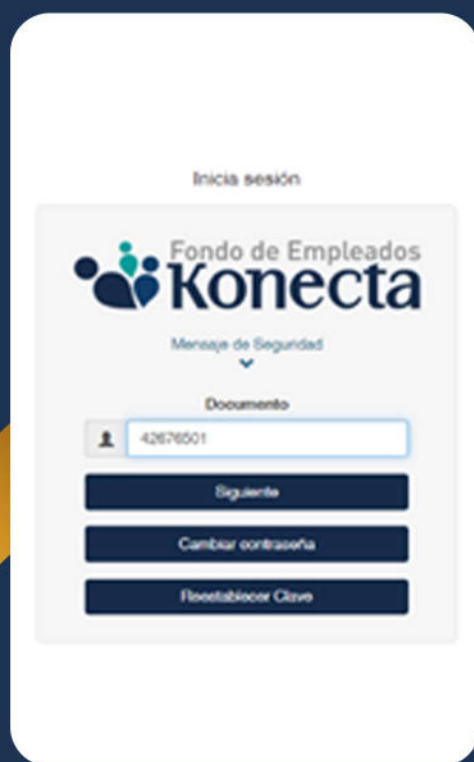 Inicia sesión
Fondo de Empleados
Konecta
Mensaje de Seguridad
Documento
42676501
Siguiente
Cambiar contraseña
Reestablecer Clave